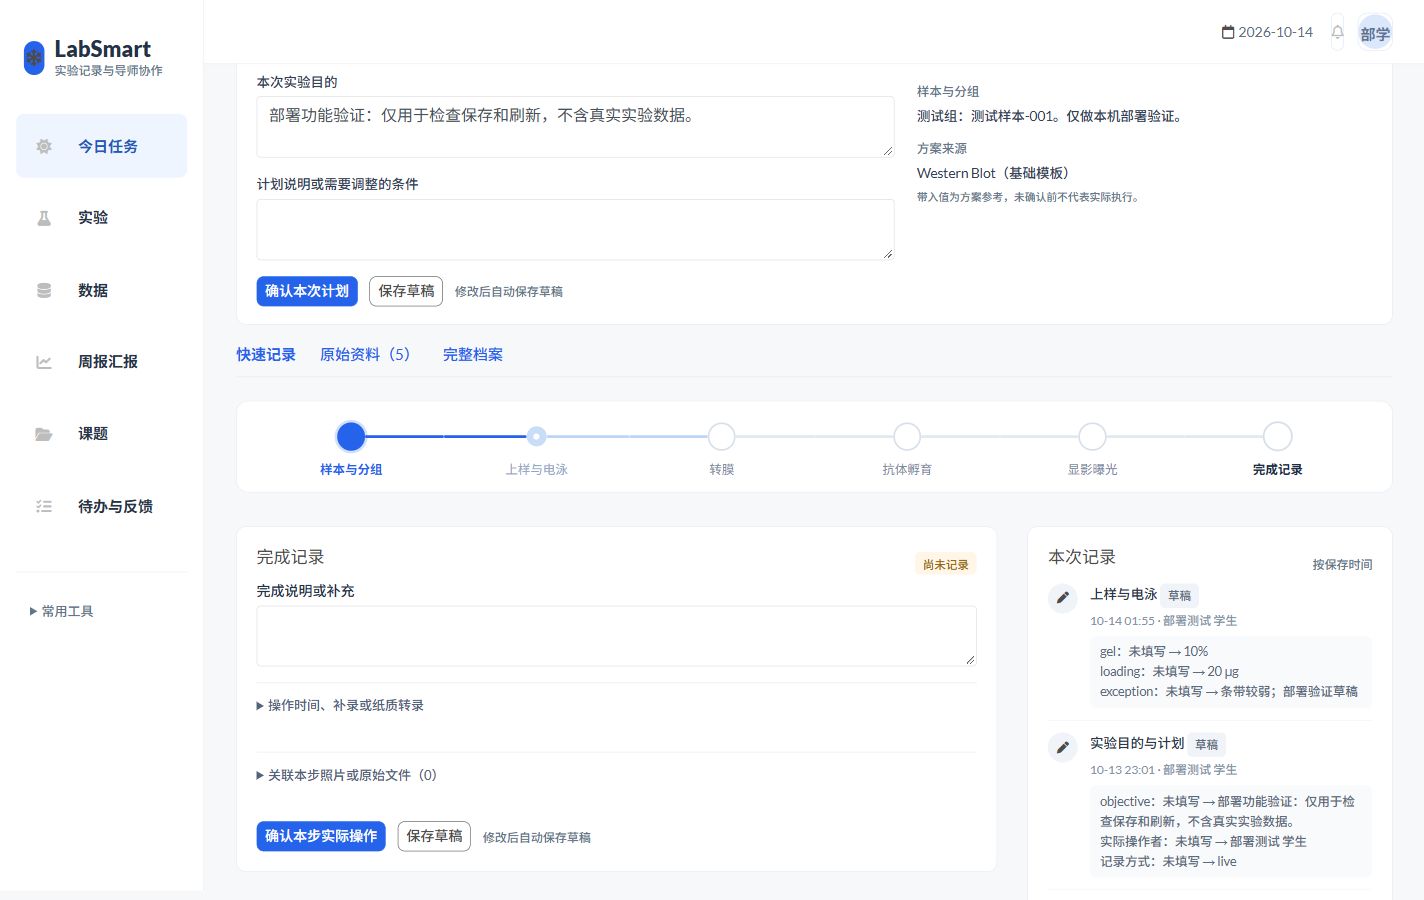 LabSmart
实验记录与导师协作
2026-10-14
部学
今日任务
实验
数据
周报汇报
课题
待办与反馈
常用工具
本次实验目的
部署功能验证：仅用于检查保存和刷新，不含真实实验数据。
计划说明或需要调整的条件
确认本次计划
保存草稿
修改后自动保存草稿
样本与分组
测试组：测试样本-001。仅做本机部署验证。
方案来源
Western Blot（基础模板）
带入值为方案参考，未确认前不代表实际执行。
快速记录
原始资料（5）
完整档案
样本与分组
上样与电泳
转膜
抗体孵育
显影曝光
完成记录
完成记录
尚未记录
完成说明或补充
操作时间、补录或纸质转录
关联本步照片或原始文件（0）
确认本步实际操作
保存草稿
修改后自动保存草稿
本次记录
按保存时间
上样与电泳 草稿
10-14 01:55 · 部署测试 学生
gel：未填写 → 10%
loading：未填写 → 20 μg
exception：未填写 → 条带较弱；部署验证草稿
实验目的与计划 草稿
10-13 23:01 · 部署测试 学生
objective：未填写 → 部署功能验证：仅用于检
查保存和刷新，不含真实实验数据。
实际操作者：未填写 → 部署测试 学生
记录方式：未填写 → live